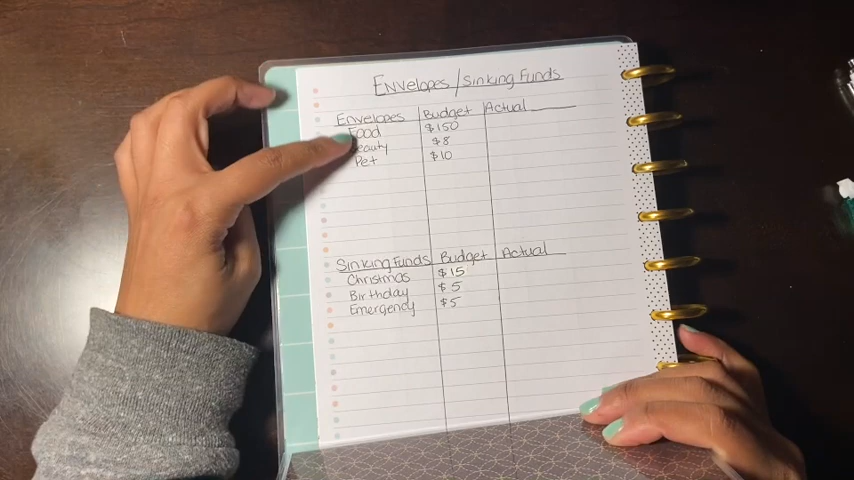 Envelopes/Sinking Funds
Envelopes Budget Actual
Food $150
Beauty $8
Pet $10
Sinking Funds Budget Actual
Christmas $15
Birthday $5
Emergency $5